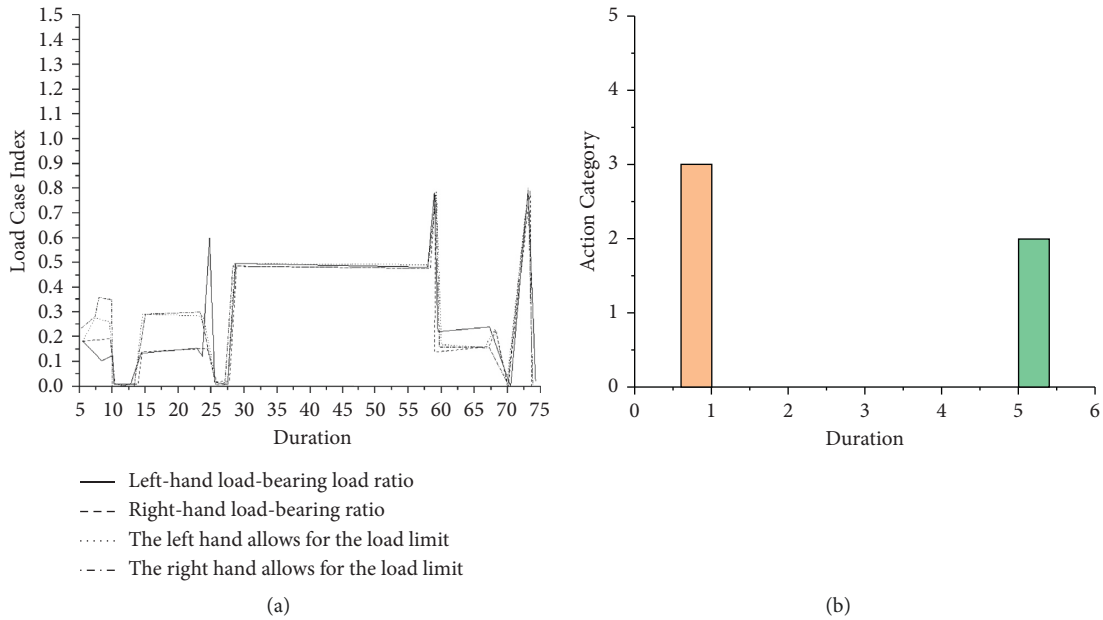 1.5
1.4
1.3
1.2
1.1
1.0
0.9
0.8
0.7
0.6
0.5
0.4
0.3
0.2
0.1
0.0
Load Case Index
5 10 15 20 25 30 35 40 45 50 55 60 65 70 75
Duration
Left-hand load-bearing load ratio
Right-hand load-bearing ratio
The left hand allows for the load limit
The right hand allows for the load limit
(a)
5
4
3
2
1
0
Action Category
0 1 2 3 4 5 6
Duration
(b)